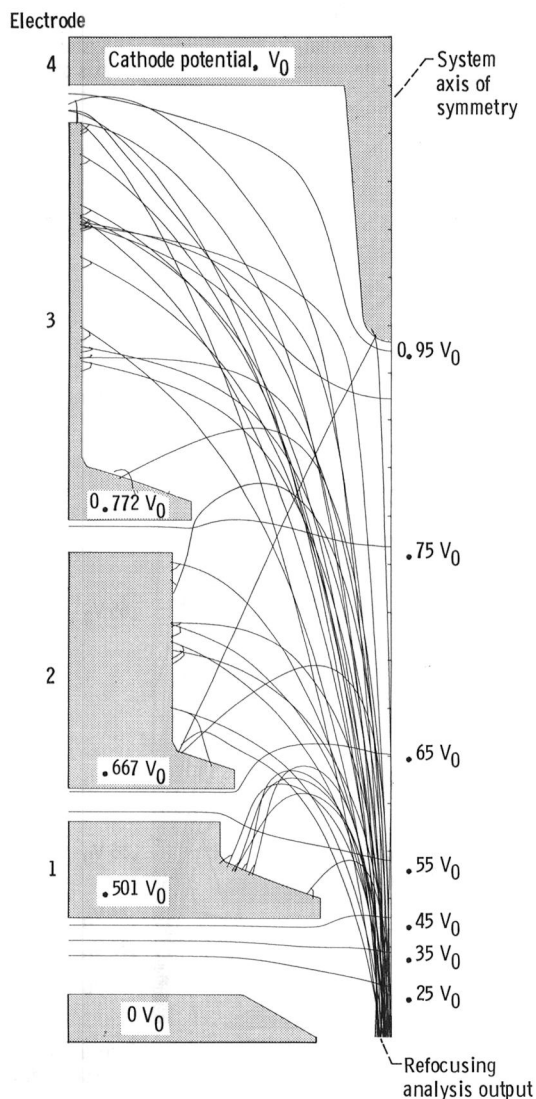 Electrode
4
Cathode potential, V0
System
axis of
symmetry
3
0.95 V0
0.772 V0
.75 V0
2
.667 V0
.65 V0
1
.55 V0
.501 V0
.45 V0
.35 V0
.25 V0
0 V0
Refocusing
analysis output